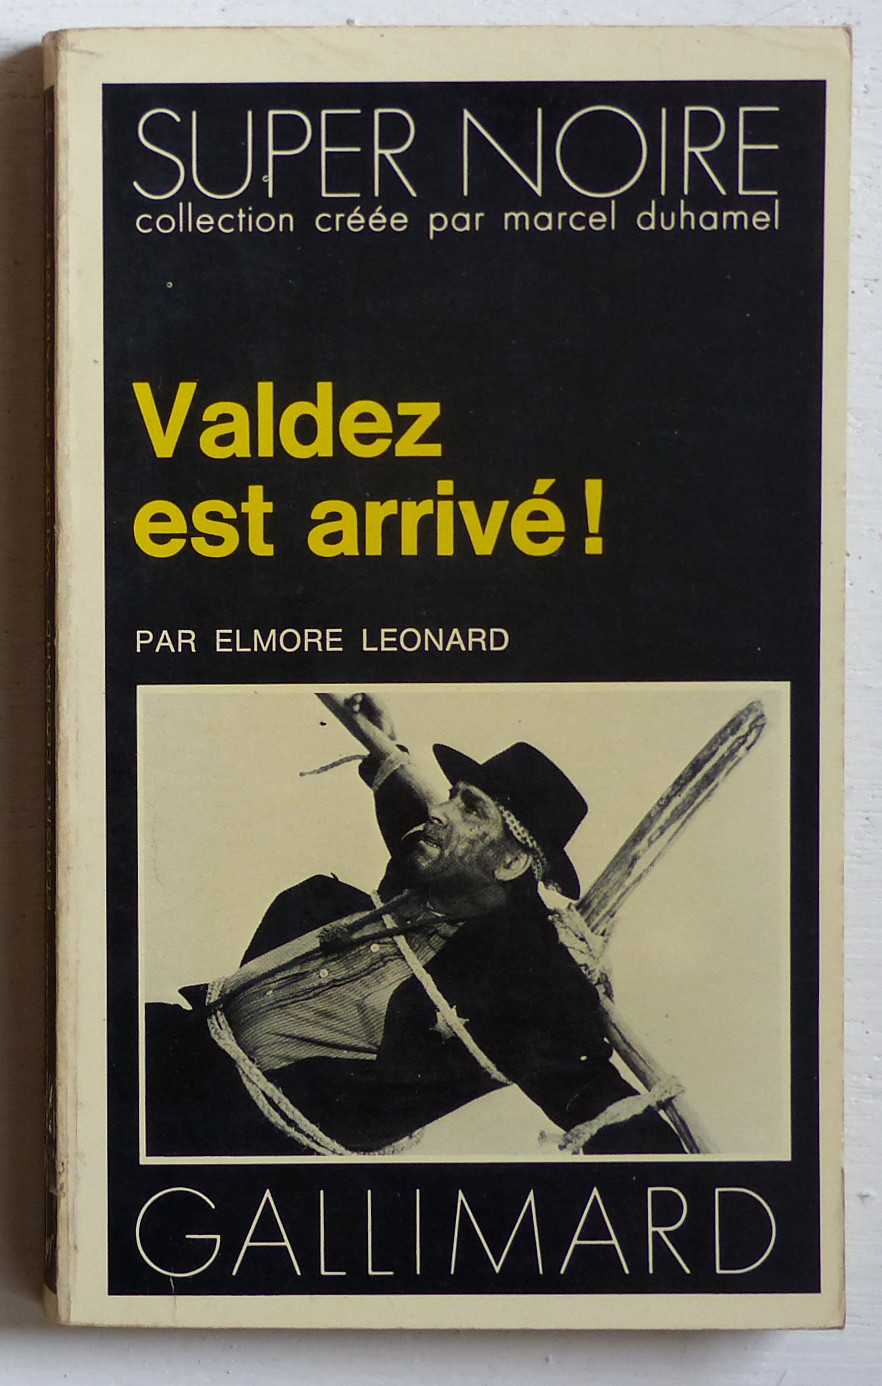 SUPER NOIRE
collection créée par marcel duhamel
Valdez
est arrivé !
PAR ELMORE LEONARD
GALLIMARD